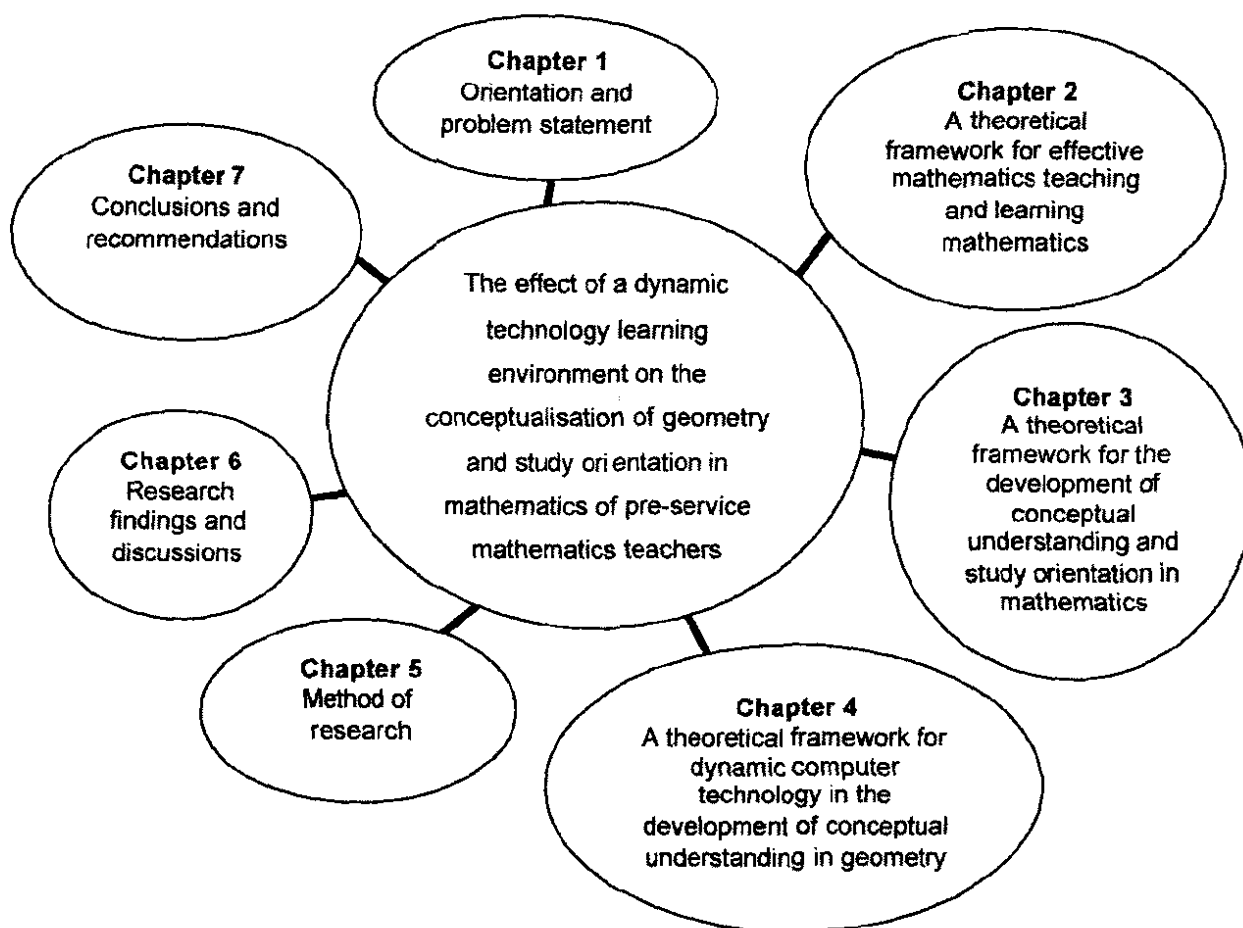 Chapter 1
Orientation and
problem statement
Chapter 2
A theoretical
framework for effective
mathematics teaching
and learning
mathematics
Chapter 3
A theoretical
framework for the
development of
conceptual
understanding and
study orientation in
mathematics
Chapter 4
A theoretical framework for
dynamic computer
technology in the
development of conceptual
understanding in geometry
Chapter 5
Method of
research
Chapter 6
Research
findings and
discussions
Chapter 7
Conclusions and
recommendations
The effect of a dynamic
technology learning
environment on the
conceptualisation of geometry
and study orientation in
mathematics of pre-service
mathematics teachers